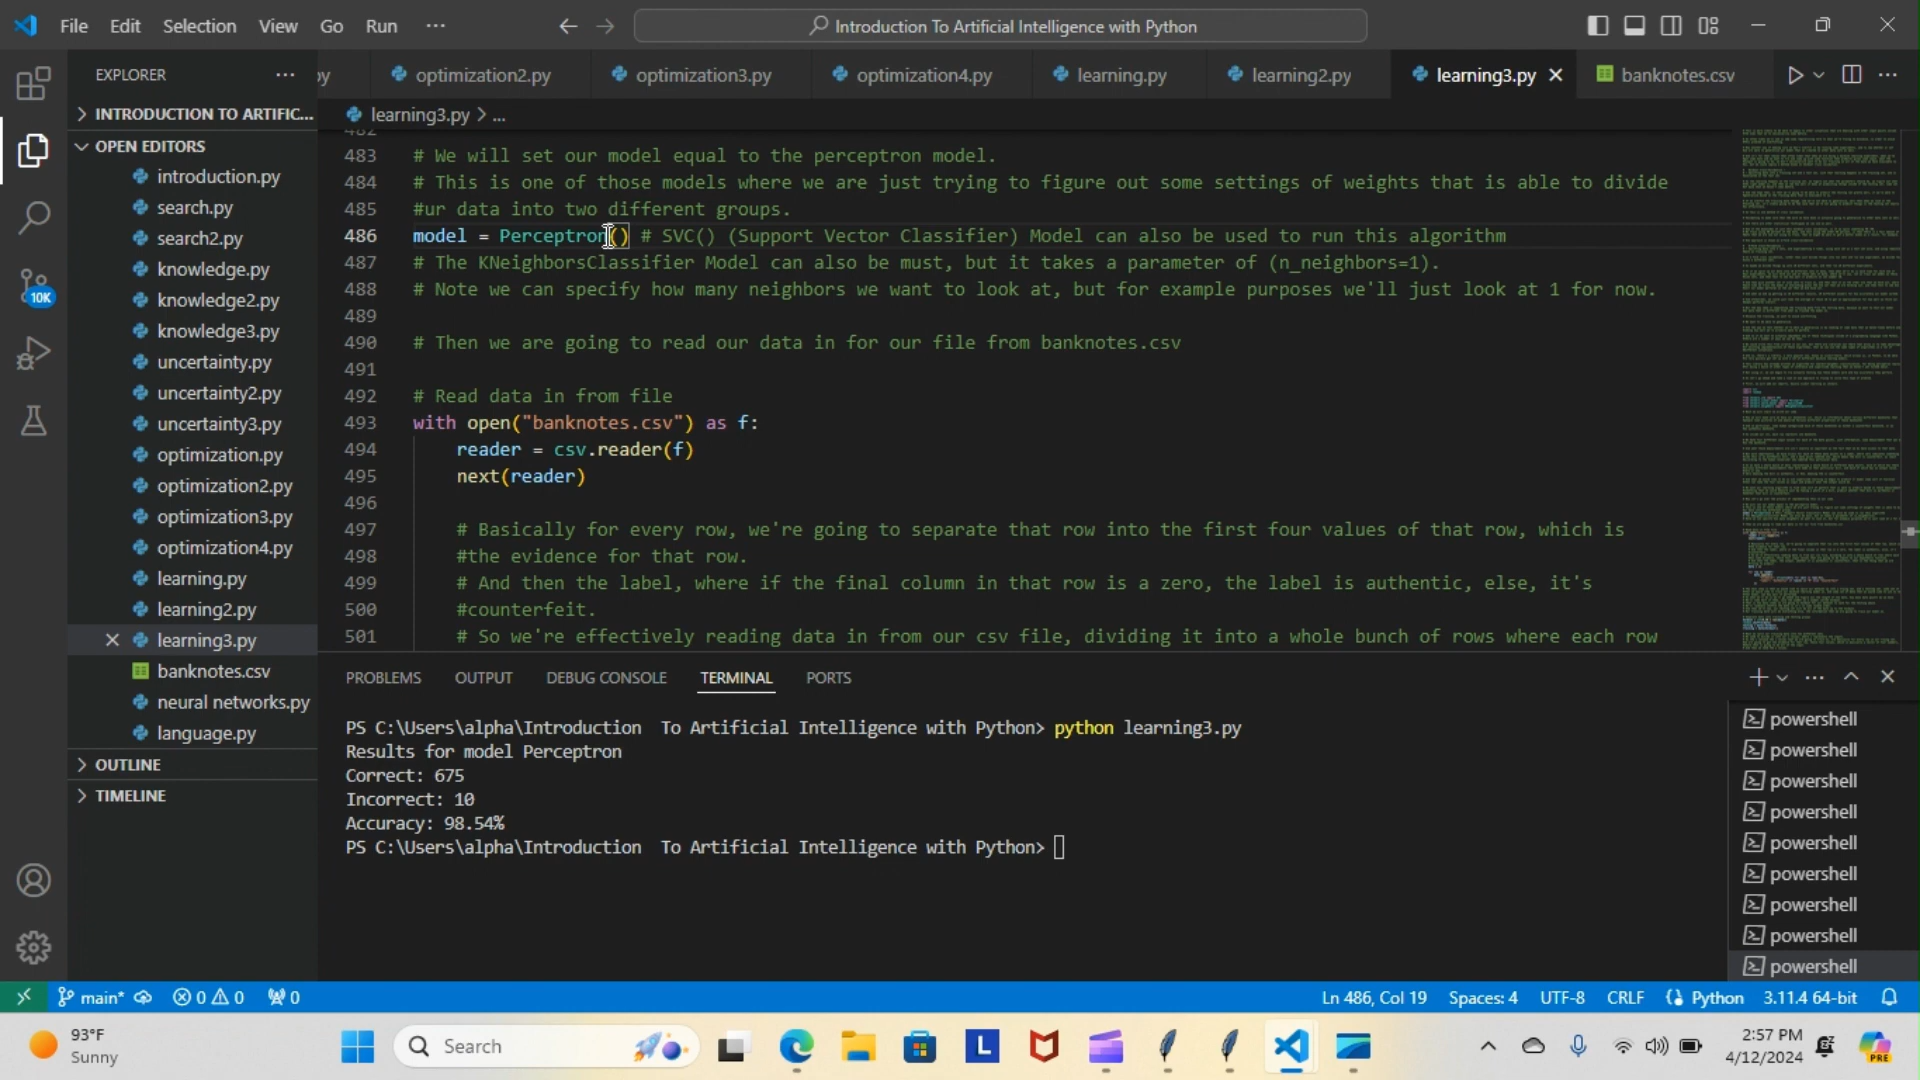 File Edit Selection View Go Run ···
Introduction To Artificial Intelligence with Python
EXPLORER
py
optimization2.py
optimization3.py
optimization4.py
learning.py
learning2.py
learning3.py
banknotes.csv
INTRODUCTION TO ARTIFIC...
OPEN EDITORS
introduction.py
search.py
search2.py
knowledge.py
knowledge2.py
knowledge3.py
uncertainty.py
uncertainty2.py
uncertainty3.py
optimization.py
optimization2.py
optimization3.py
optimization4.py
learning.py
learning2.py
learning3.py
banknotes.csv
neural networks.py
language.py
OUTLINE
TIMELINE
10K
learning3.py > ...
482
483 # We will set our model equal to the perceptron model.
484 # This is one of those models where we are just trying to figure out some settings of weights that is able to divide
485 #ur data into two different groups.
486 model = Perceptron() # SVC() (Support Vector Classifier) Model can also be used to run this algorithm
487 # The KNeighborsClassifier Model can also be must, but it takes a parameter of (n_neighbors=1).
488 # Note we can specify how many neighbors we want to look at, but for example purposes we'll just look at 1 for now.
489
490 # Then we are going to read our data in for our file from banknotes.csv
491
492 # Read data in from file
493 with open("banknotes.csv") as f:
494 reader = csv.reader(f)
495 next(reader)
496
497 # Basically for every row, we're going to separate that row into the first four values of that row, which is
498 #the evidence for that row.
499 # And then the label, where if the final column in that row is a zero, the label is authentic, else, it's
500 #counterfeit.
501 # So we're effectively reading data in from our csv file, dividing it into a whole bunch of rows where each row
PROBLEMS OUTPUT DEBUG CONSOLE TERMINAL PORTS
PS C:\Users\alpha\Introduction  To Artificial Intelligence with Python> python learning3.py
Results for model Perceptron
Correct: 675
Incorrect: 10
Accuracy: 98.54%
PS C:\Users\alpha\Introduction  To Artificial Intelligence with Python>
powershell
powershell
powershell
powershell
powershell
powershell
powershell
powershell
powershell
main* 0 0 0
Ln 486, Col 19 Spaces: 4 UTF-8 CRLF Python 3.11.4 64-bit
93°F
Sunny
Search
L
2:57 PM
4/12/2024
PRE